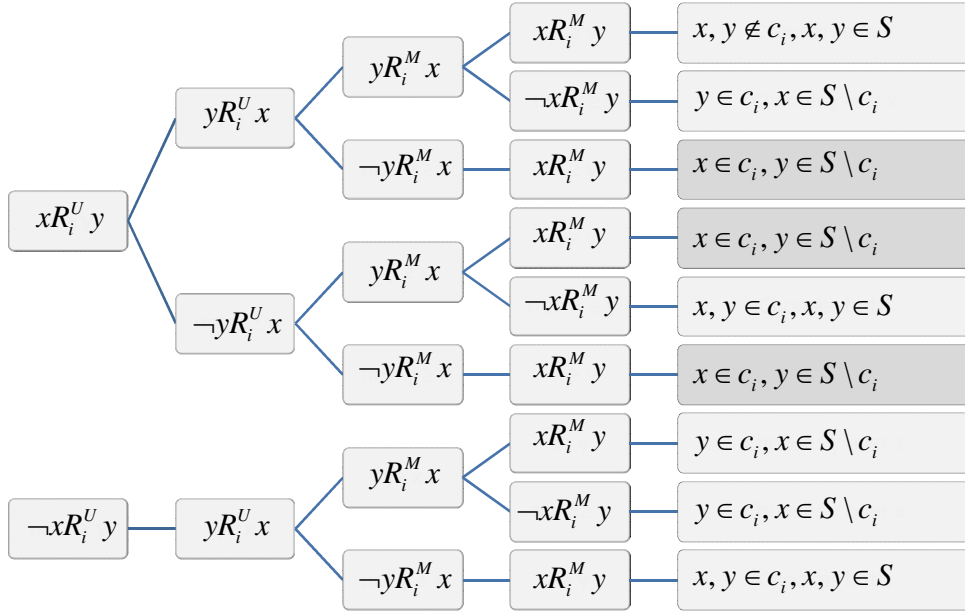 xR_i^U y
yR_i^U x
yR_i^M x
xR_i^M y
x, y ∉ c_i, x, y ∈ S
¬xR_i^M y
y ∈ c_i, x ∈ S \ c_i
¬yR_i^M x
xR_i^M y
x ∈ c_i, y ∈ S \ c_i
¬yR_i^U x
yR_i^M x
xR_i^M y
x ∈ c_i, y ∈ S \ c_i
¬xR_i^M y
x, y ∈ c_i, x, y ∈ S
¬yR_i^M x
xR_i^M y
x ∈ c_i, y ∈ S \ c_i
¬xR_i^U y
yR_i^U x
yR_i^M x
xR_i^M y
y ∈ c_i, x ∈ S \ c_i
¬xR_i^M y
y ∈ c_i, x ∈ S \ c_i
¬yR_i^M x
xR_i^M y
x, y ∈ c_i, x, y ∈ S